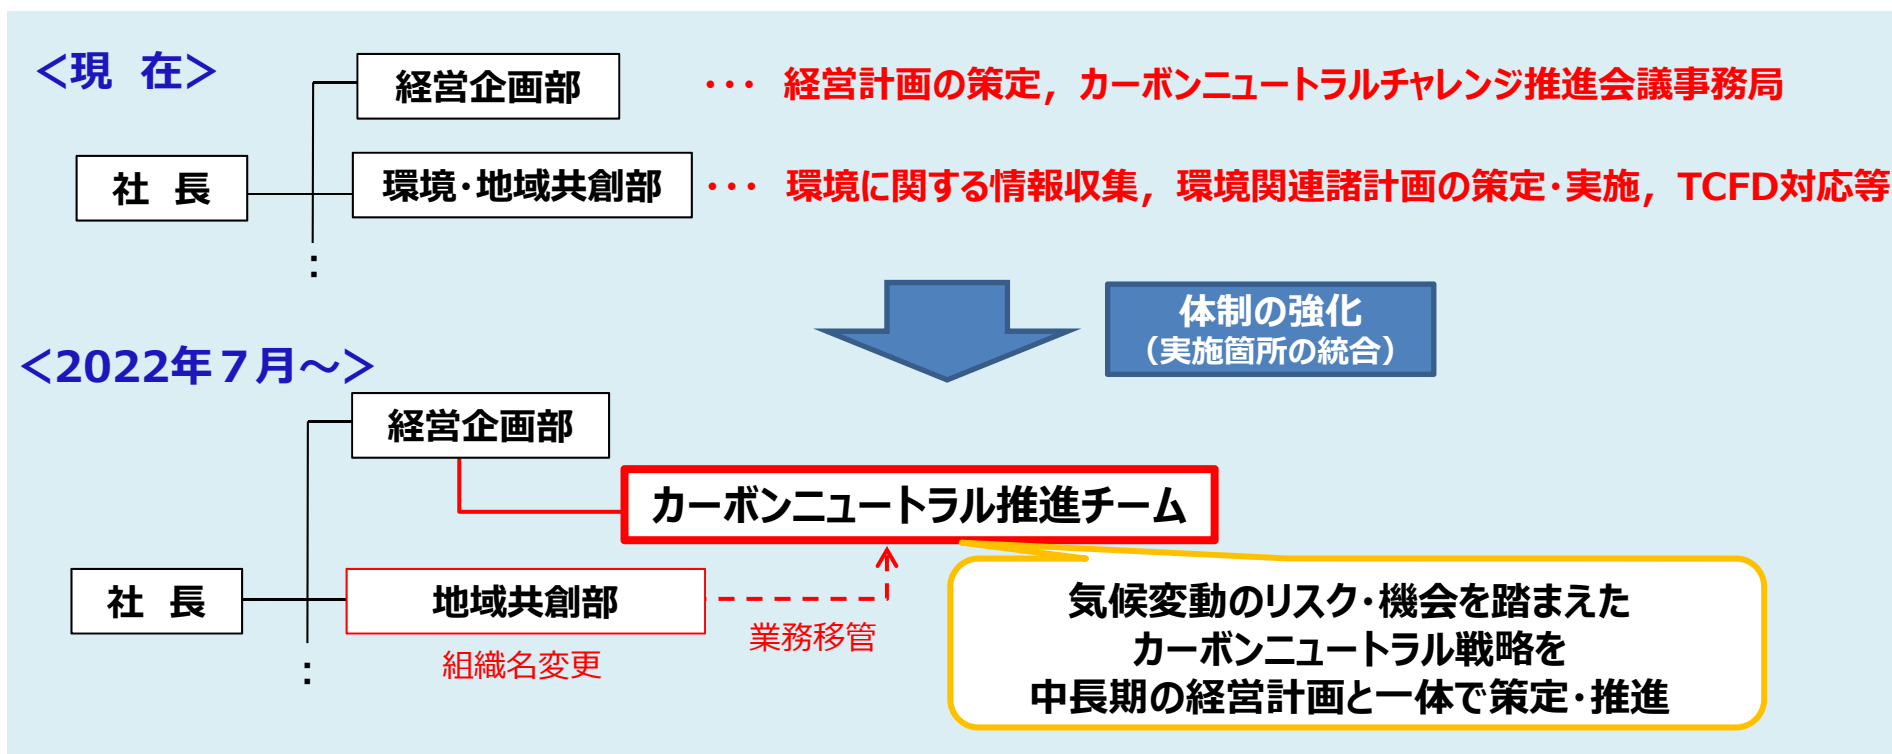 ＜現 在＞
経営企画部 ･･･ 経営計画の策定，カーボンニュートラルチャレンジ推進会議事務局
社 長
環境･地域共創部 ･･･ 環境に関する情報収集，環境関連諸計画の策定･実施，TCFD対応等
：
体制の強化
（実施箇所の統合）
＜2022年７月～＞
経営企画部
カーボンニュートラル推進チーム
社 長
地域共創部
組織名変更
業務移管
：
気候変動のリスク･機会を踏まえた
カーボンニュートラル戦略を
中長期の経営計画と一体で策定･推進